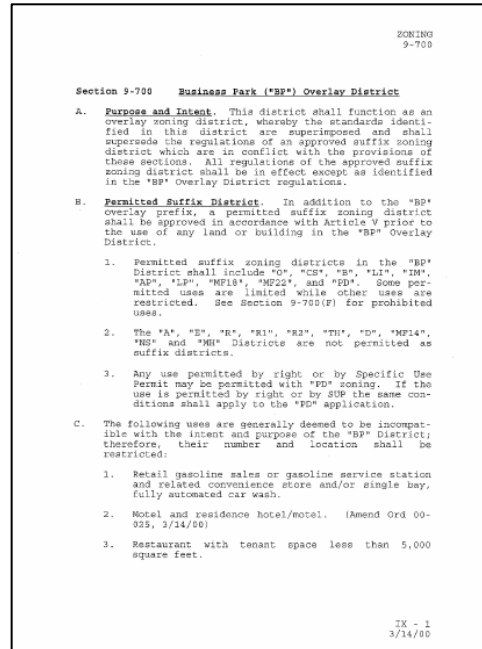 ZONING
9-700
Section 9-700 Business Park ("BP") Overlay District
A. Purpose and Intent. This district shall function as an
overlay zoning district, whereby the standards identi-
fied in this district are superimposed and shall
supersede the regulations of an approved suffix zoning
district which are in conflict with the provisions of
these sections. All regulations of the approved suffix
zoning district shall be in effect except as identified
in the "BP" Overlay District regulations.
B. Permitted Suffix District. In addition to the "BP"
overlay prefix, a permitted suffix zoning district
shall be approved in accordance with Article V prior to
the use of any land or building in the "BP" Overlay
District.
1. Permitted suffix zoning districts in the "BP"
District shall include "O", "CS", "B", "LI", "IM",
"AP", "LP", "MF18", "MF22", and "PD". Some per-
mitted uses are limited while other uses are
restricted. See Section 9-700(F) for prohibited
uses.
2. The "A", "E", "R", "R1", "R2", "TH", "D", "MF14",
"NS" and "MH" Districts are not permitted as
suffix districts.
3. Any use permitted by right or by Specific Use
Permit may be permitted with "PD" zoning. If the
use is permitted by right or by SUP the same con-
ditions shall apply to the "PD" application.
C. The following uses are generally deemed to be incompat-
ible with the intent and purpose of the "BP" District;
therefore, their number and location shall be
restricted:
1. Retail gasoline sales or gasoline service station
and related convenience store and/or single bay,
fully automated car wash.
2. Motel and residence hotel/motel. (Amend Ord 00-
025, 3/14/00)
3. Restaurant with tenant space less than 5,000
square feet.
IX - 1
3/14/00